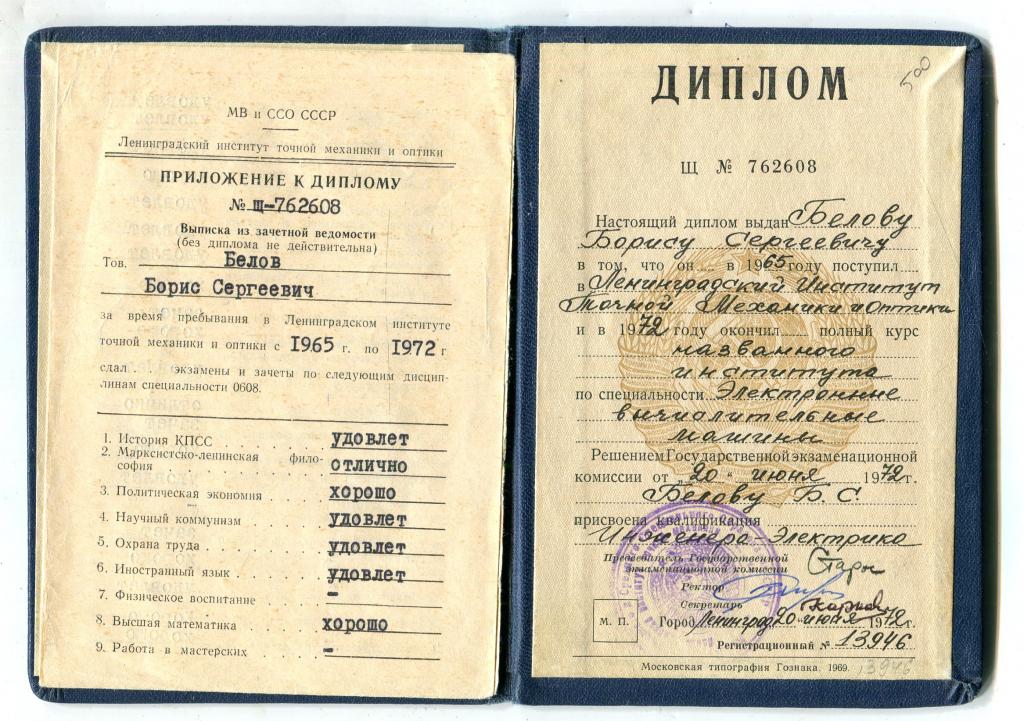 МВ и ССО СССР
Ленинградский институт точной механики и оптики
ПРИЛОЖЕНИЕ К ДИПЛОМУ
№ Щ-762608
Выписка из зачетной ведомости
(без диплома не действительна)
Тов. Белов
Борис Сергеевич
за время пребывания в Ленинградском институте
точной механики и оптики с 1965 г. по 1972 г
сдал . . . экзамены и зачеты по следующим дисцип-
линам специальности 0608.
1. История КПСС . . . . . . . удовлет
2. Марксистско-ленинская фило-
софия . . . . . . . . . . . отлично
3. Политическая экономия . . . . хорошо
4. Научный коммунизм . . . . . удовлет
5. Охрана труда . . . . . . . . удовлет
6. Иностранный язык . . . . . . удовлет
7. Физическое воспитание . . . . -
8. Высшая математика . . . . . хорошо
9. Работа в мастерских . . . . . -
500
ДИПЛОМ
Щ № 762608
Настоящий диплом выдан Белову
Борису Сергеевичу
в том, что он ... в 1965 году поступил ...
в Ленинградский Институт
Точной Механики и Оптики
и в 1972 году окончил ... полный курс
названного
института
по специальности Электронные
вычислительные
машины
Решением Государственной экзаменационной
комиссии от „20“ июня 1972 г.
Белову Б. С
присвоена квалификация
Инженера-Электрика
Председатель Государственной
Экзаменационной комиссии
Ректор
Секретарь
М. П. Город Ленинград 20 июня 1972 г.
Регистрационный № 13946
Московская типография Гознака. 1969.
13946